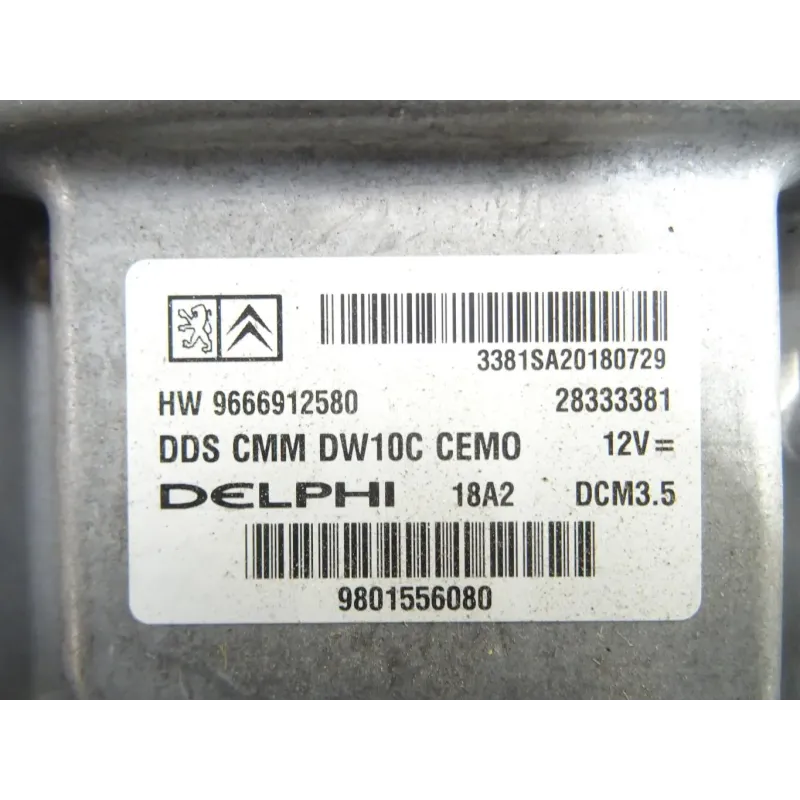 3381SA20180729
HW 9666912580 28333381
DDS CMM DW10C CEMO 12V =
DELPHI 18A2 DCM3.5
9801556080